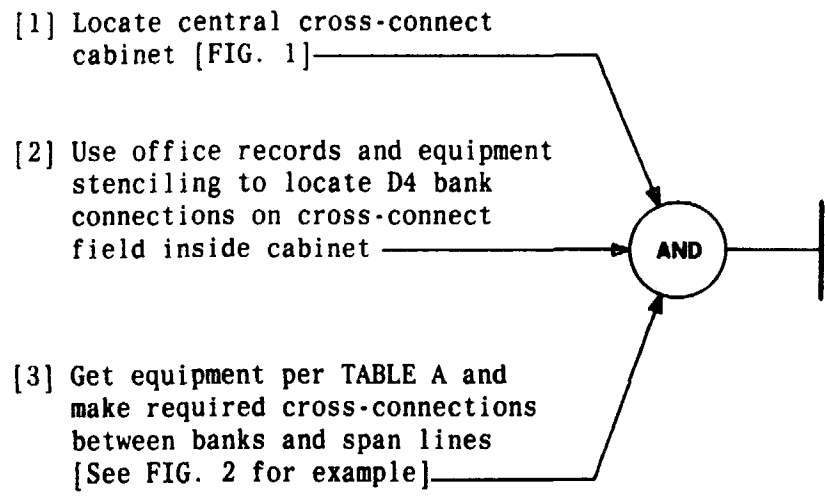 [1] Locate central cross-connect
cabinet [FIG. 1]
[2] Use office records and equipment
stenciling to locate D4 bank
connections on cross-connect
field inside cabinet
AND
[3] Get equipment per TABLE A and
make required cross-connections
between banks and span lines
[See FIG. 2 for example]